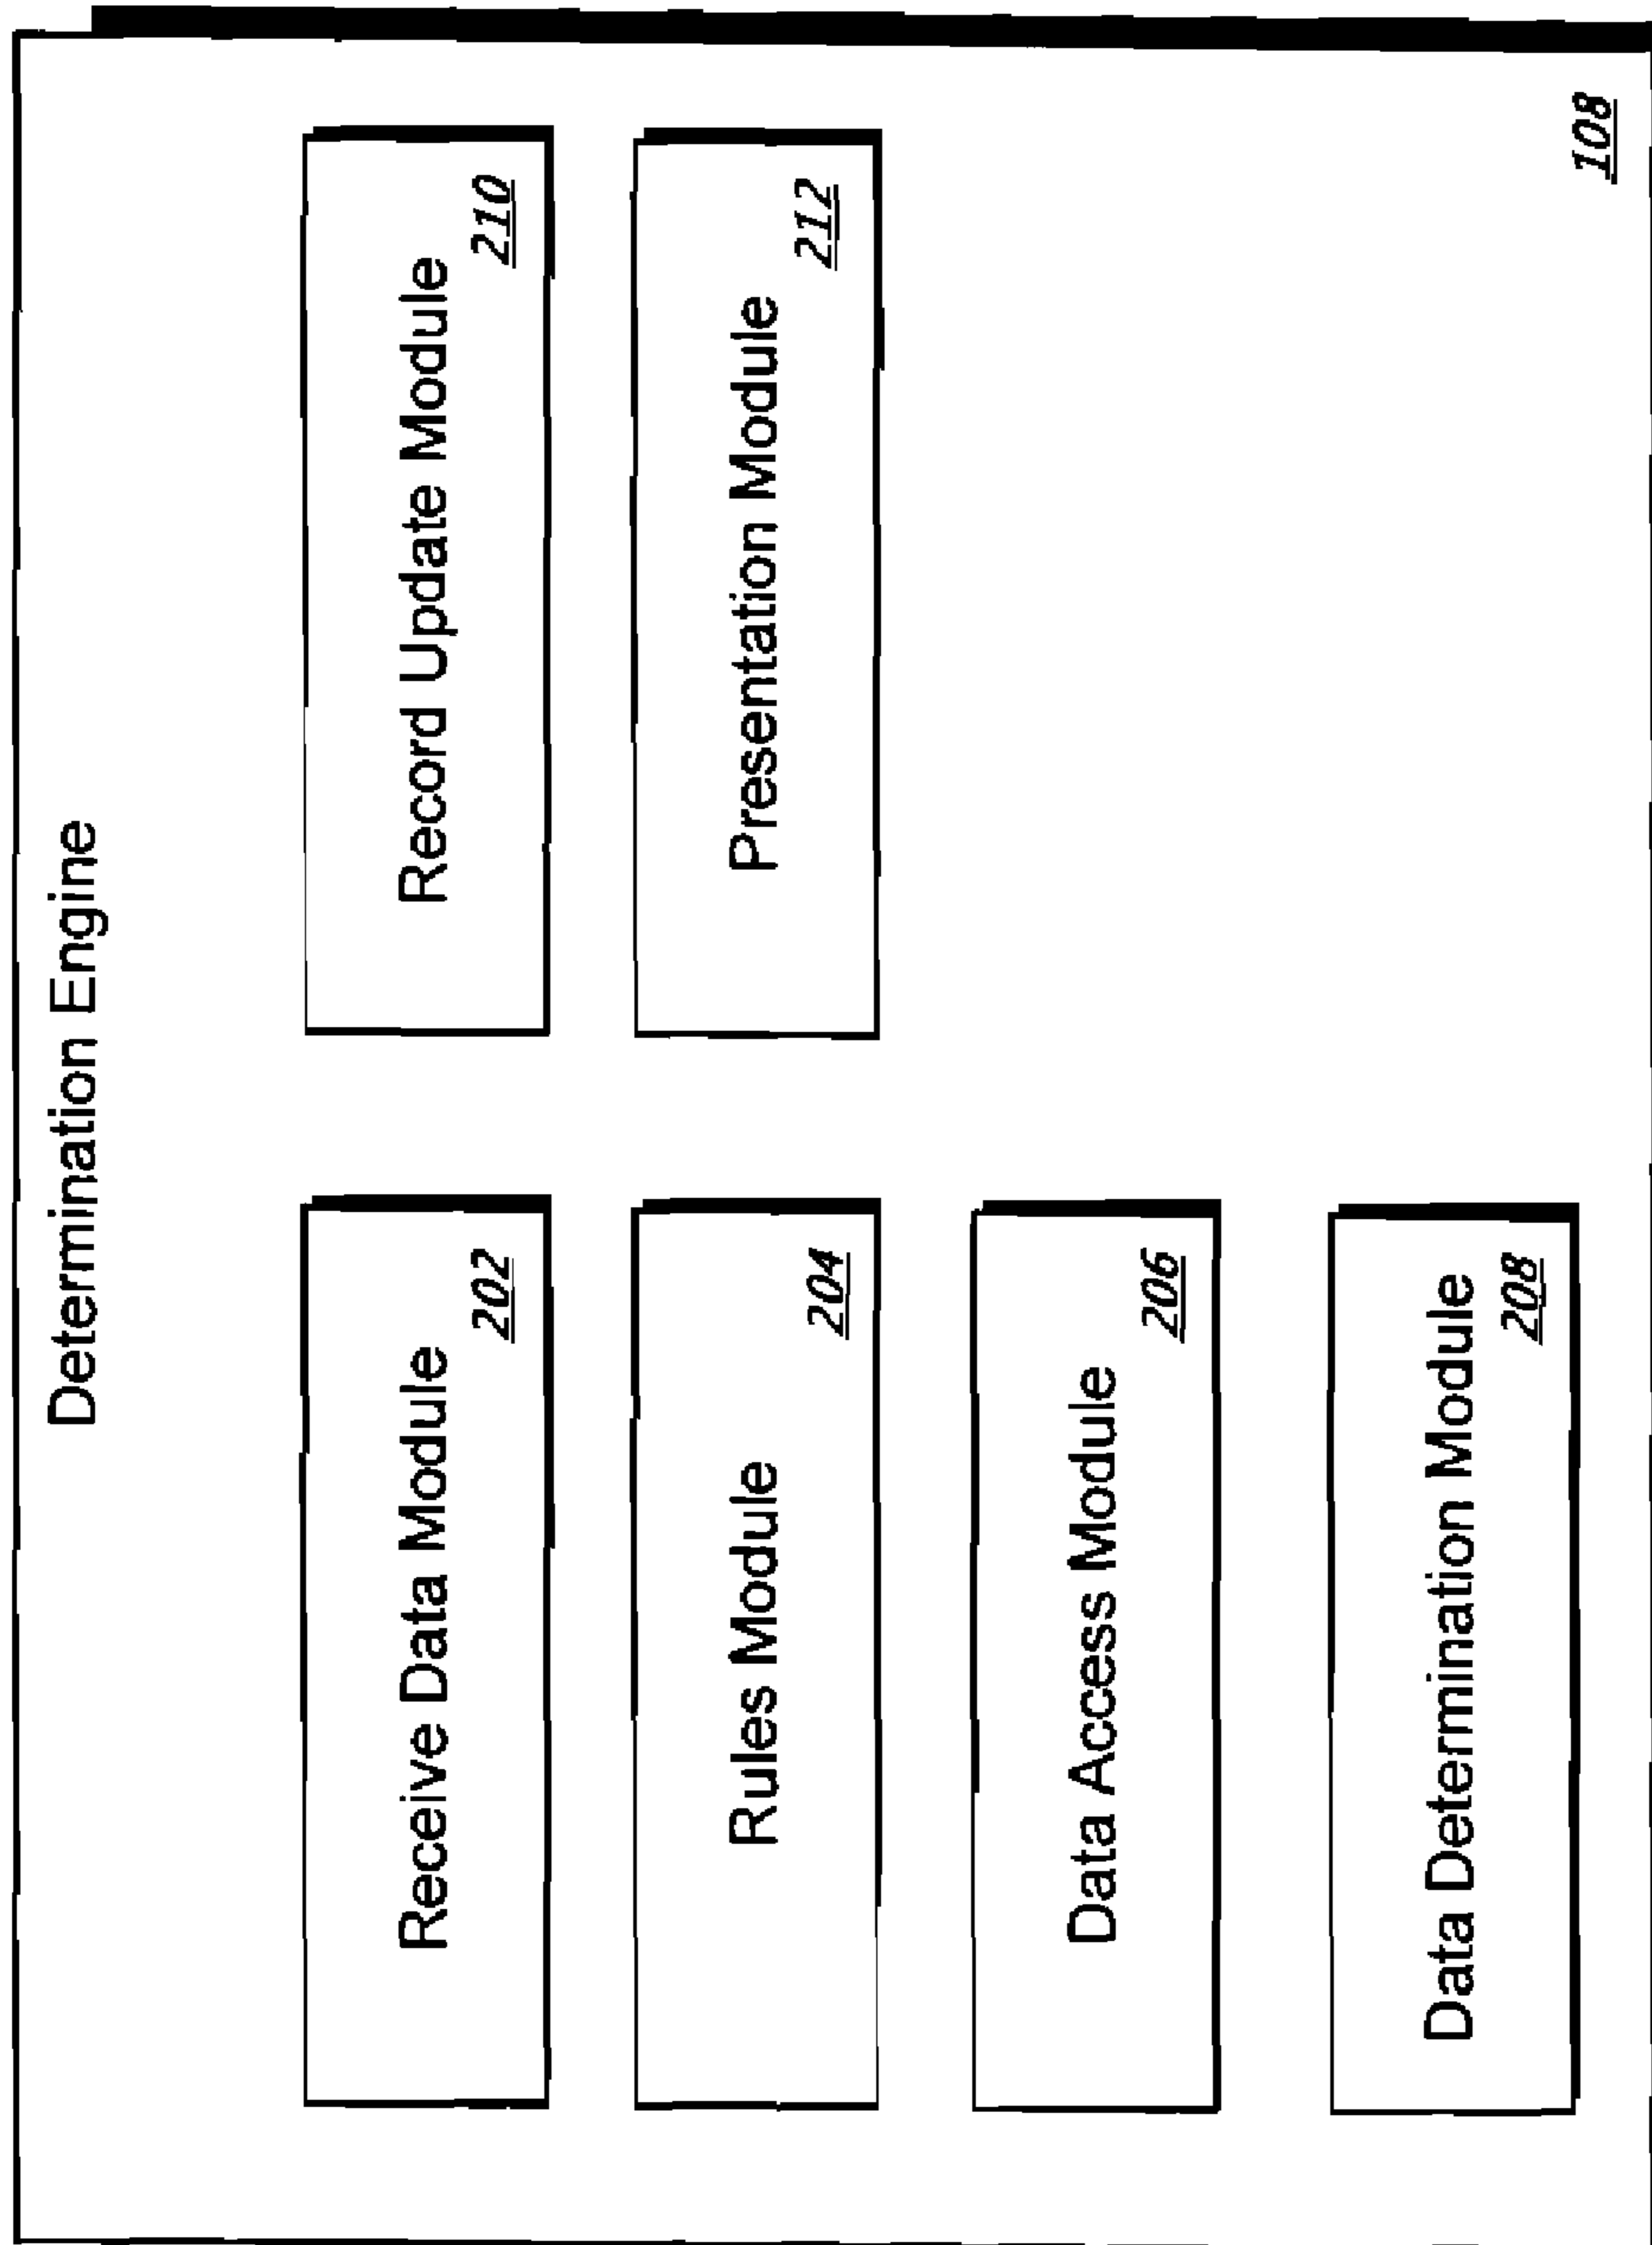 Determination Engine
Receive Data Module
202
Rules Module
204
Data Access Module
206
Data Determination Module
208
Record Update Module
210
Presentation Module
212
108